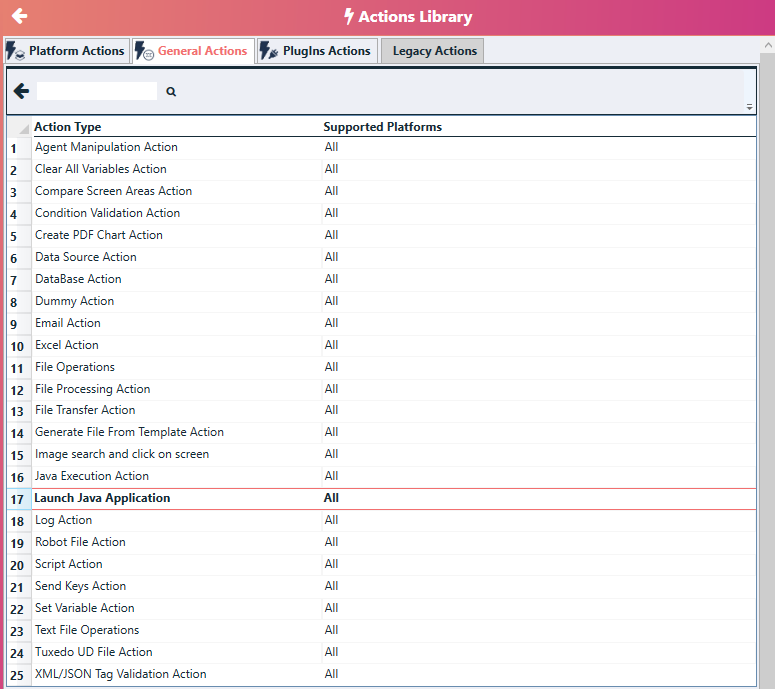 Actions Library
Platform Actions General Actions PlugIns Actions Legacy Actions
Action Type Supported Platforms
1 Agent Manipulation Action All
2 Clear All Variables Action All
3 Compare Screen Areas Action All
4 Condition Validation Action All
5 Create PDF Chart Action All
6 Data Source Action All
7 DataBase Action All
8 Dummy Action All
9 Email Action All
10 Excel Action All
11 File Operations All
12 File Processing Action All
13 File Transfer Action All
14 Generate File From Template Action All
15 Image search and click on screen All
16 Java Execution Action All
17 Launch Java Application All
18 Log Action All
19 Robot File Action All
20 Script Action All
21 Send Keys Action All
22 Set Variable Action All
23 Text File Operations All
24 Tuxedo UD File Action All
25 XML/JSON Tag Validation Action All